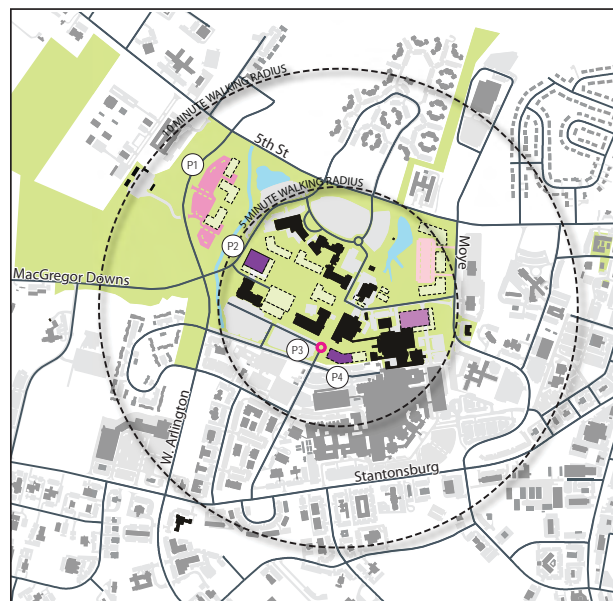 10 MINUTE WALKING RADIUS
5th St
P1
5 MINUTE WALKING RADIUS
P2
Moye
MacGregor Downs
P3
P4
W. Arlington
Stantonsburg